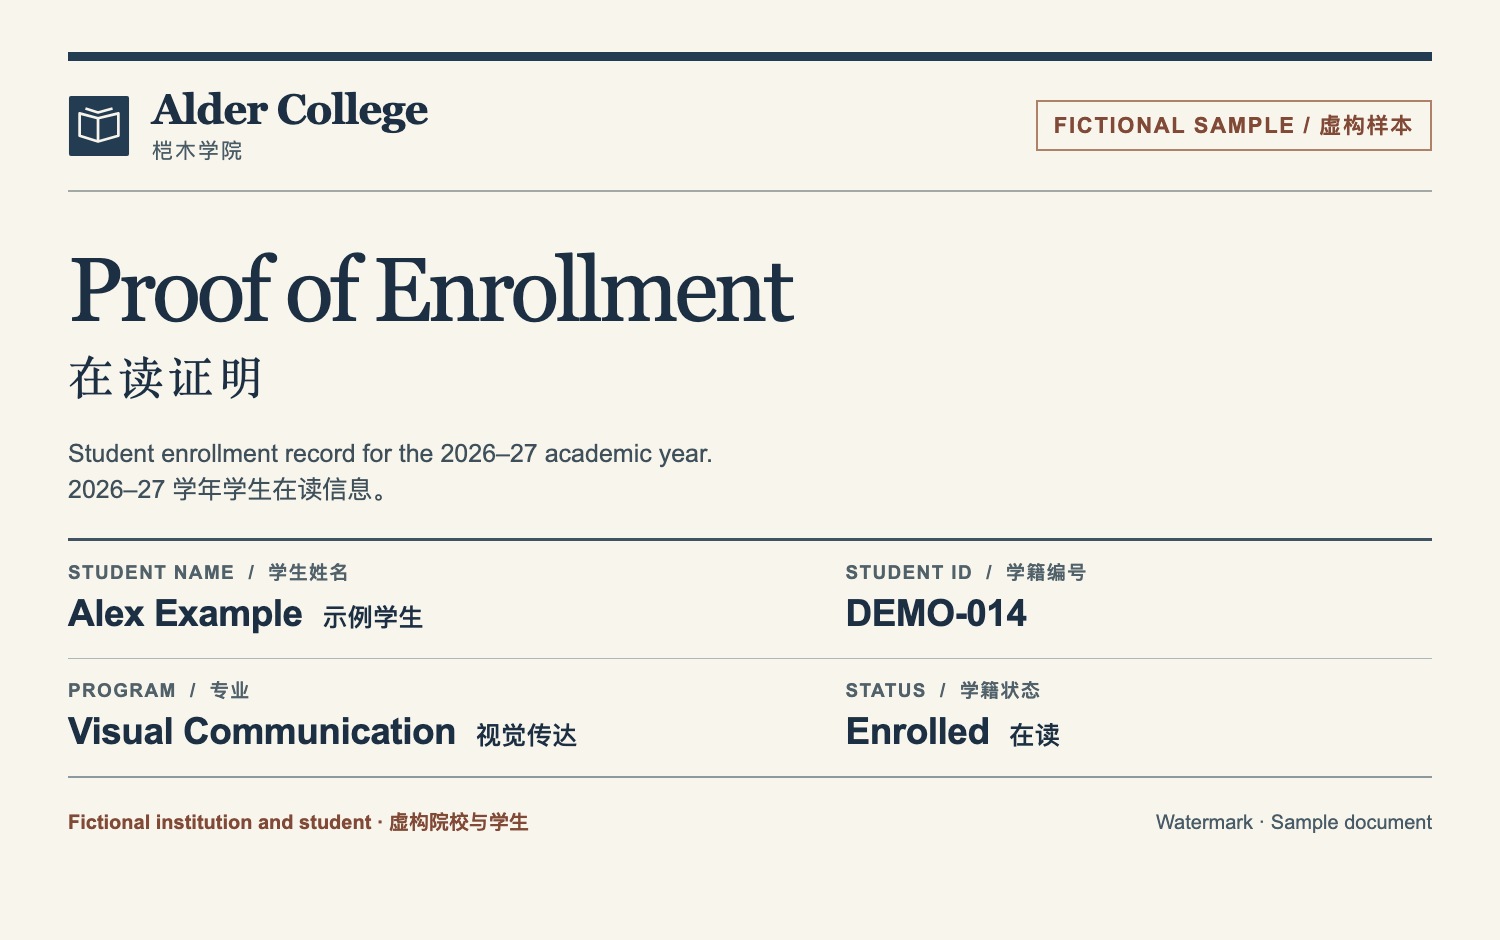 Alder College
桤木学院
FICTIONAL SAMPLE / 虚构样本
Proof of Enrollment
在读证明
Student enrollment record for the 2026–27 academic year.
2026–27 学年学生在读信息。
STUDENT NAME / 学生姓名
Alex Example 示例学生
STUDENT ID / 学籍编号
DEMO-014
PROGRAM / 专业
Visual Communication 视觉传达
STATUS / 学籍状态
Enrolled 在读
Fictional institution and student · 虚构院校与学生
Watermark · Sample document